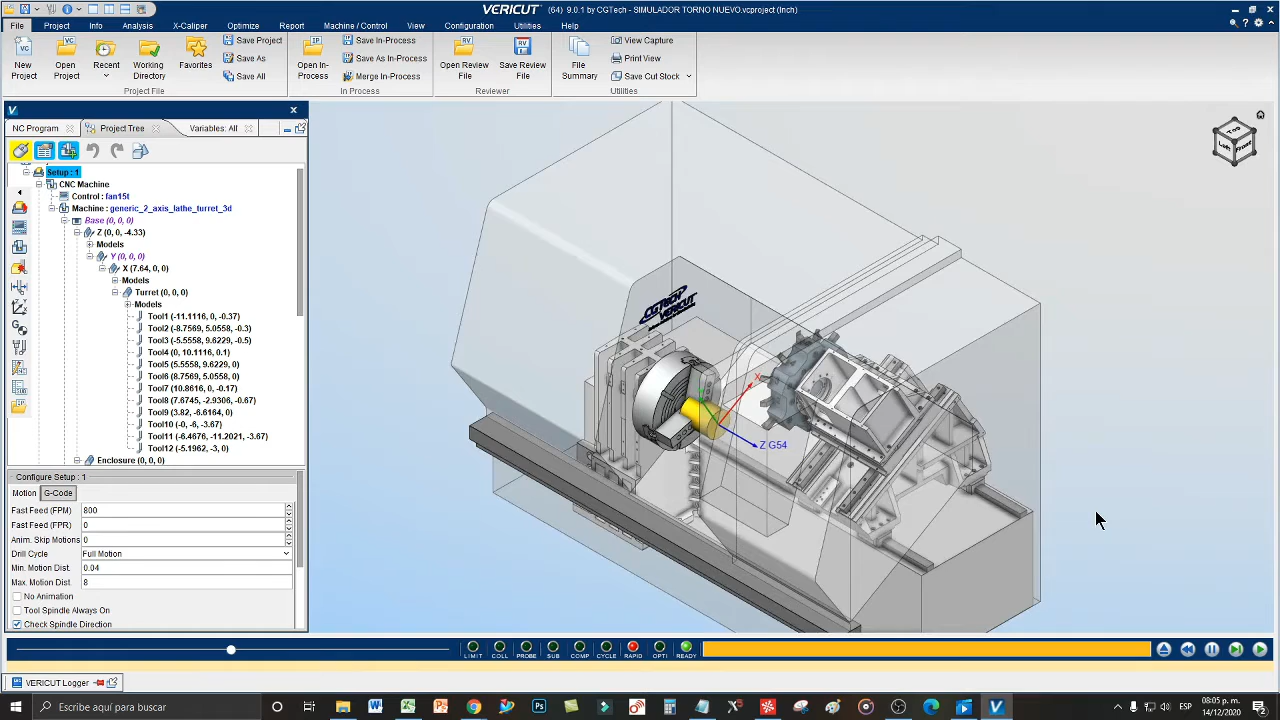 VERICUT (64) 9.0.1 by CGTech - SIMULADOR TORNO NUEVO.vcproject (Inch)
File Project Info Analysis X-Caliper Optimize Report Machine / Control View Configuration Utilities Help
New Project
Open Project
Recent
Working Directory
Favorites
Save Project
Save As
Save All
Project File
Open In-Process
Save In-Process
Save As In-Process
Merge In-Process
In Process
Open Review File
Save Review File
Reviewer
File Summary
View Capture
Print View
Save Cut Stock
Utilities
NC Program Project Tree Variables: All
Setup : 1
CNC Machine
Control : fan15t
Machine : generic_2_axis_lathe_turret_3d
Base (0, 0, 0)
Z (0, 0, -4.33)
Models
Y (0, 0, 0)
X (7.64, 0, 0)
Models
Turret (0, 0, 0)
Models
Tool1 (-11.1116, 0, -0.37)
Tool2 (-8.7569, 5.0558, -0.3)
Tool3 (-5.5558, 9.6229, -0.5)
Tool4 (0, 10.1116, 0.1)
Tool5 (5.5558, 9.6229, 0)
Tool6 (8.7569, 5.0558, 0)
Tool7 (10.8616, 0, -0.17)
Tool8 (7.6745, -2.9306, -0.67)
Tool9 (3.82, -6.6164, 0)
Tool10 (-0, -6, -3.67)
Tool11 (-6.4676, -11.2021, -3.67)
Tool12 (-5.1962, -3, 0)
Enclosure (0, 0, 0)
Configure Setup : 1
Motion G-Code
Fast Feed (FPM) 800
Fast Feed (FPR) 0
Anim. Skip Motions 0
Drill Cycle Full Motion
Min. Motion Dist. 0.04
Max. Motion Dist. 8
No Animation
Tool Spindle Always On
Check Spindle Direction
CGTECH
VERICUT
X
Z G54
Top
Left
Front
LIMIT COLL PROBE SUB COMP CYCLE RAPID OPTI READY
VERICUT Logger
Escribe aquí para buscar
ESP
08:05 p. m.
14/12/2020